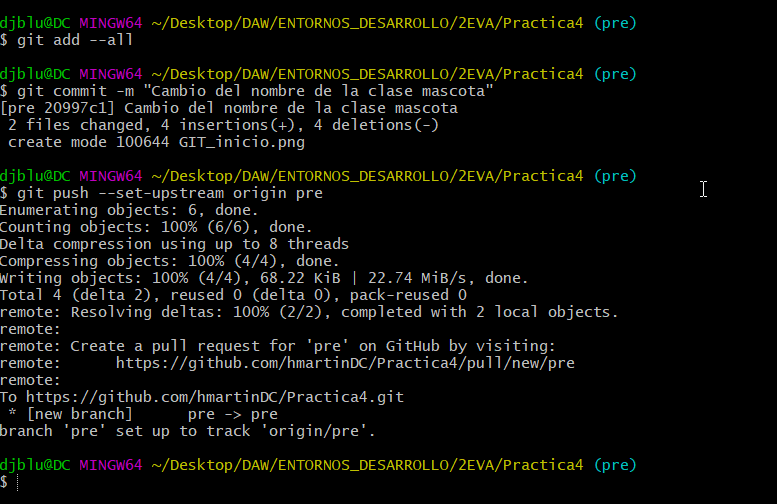 djblu@DC MINGW64 ~/Desktop/DAW/ENTORNOS_DESARROLLO/2EVA/Practica4 (pre)
$ git add --all
djblu@DC MINGW64 ~/Desktop/DAW/ENTORNOS_DESARROLLO/2EVA/Practica4 (pre)
$ git commit -m "Cambio del nombre de la clase mascota"
[pre 20997c1] Cambio del nombre de la clase mascota
 2 files changed, 4 insertions(+), 4 deletions(-)
 create mode 100644 GIT_inicio.png
djblu@DC MINGW64 ~/Desktop/DAW/ENTORNOS_DESARROLLO/2EVA/Practica4 (pre)
$ git push --set-upstream origin pre
Enumerating objects: 6, done.
Counting objects: 100% (6/6), done.
Delta compression using up to 8 threads
Compressing objects: 100% (4/4), done.
Writing objects: 100% (4/4), 68.22 KiB | 22.74 MiB/s, done.
Total 4 (delta 2), reused 0 (delta 0), pack-reused 0
remote: Resolving deltas: 100% (2/2), completed with 2 local objects.
remote:
remote: Create a pull request for 'pre' on GitHub by visiting:
remote:      https://github.com/hmartinDC/Practica4/pull/new/pre
remote:
To https://github.com/hmartinDC/Practica4.git
 * [new branch]      pre -> pre
branch 'pre' set up to track 'origin/pre'.
djblu@DC MINGW64 ~/Desktop/DAW/ENTORNOS_DESARROLLO/2EVA/Practica4 (pre)
$